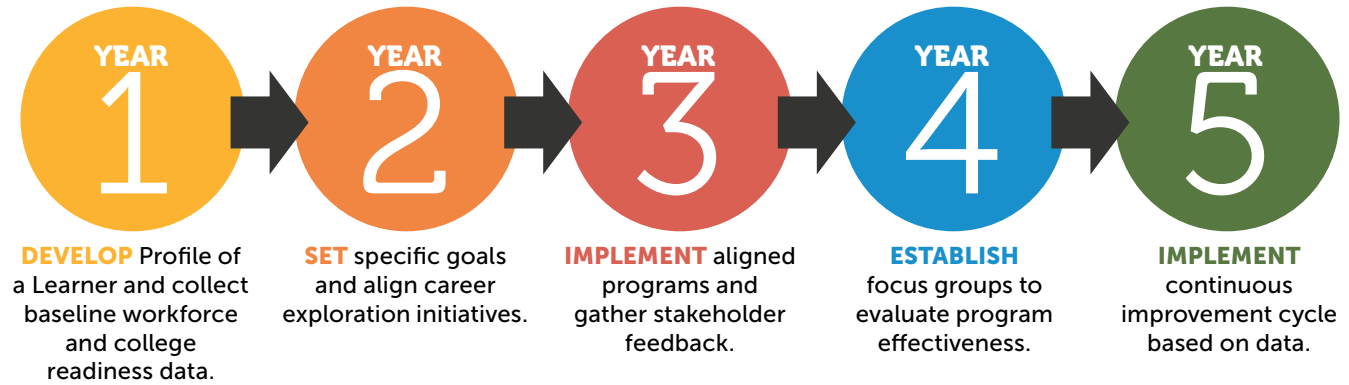 YEAR
1
DEVELOP Profile of
a Learner and collect
baseline workforce
and college
readiness data.
YEAR
2
SET specific goals
and align career
exploration initiatives.
YEAR
3
IMPLEMENT aligned
programs and
gather stakeholder
feedback.
YEAR
4
ESTABLISH
focus groups to
evaluate program
effectiveness.
YEAR
5
IMPLEMENT
continuous
improvement cycle
based on data.